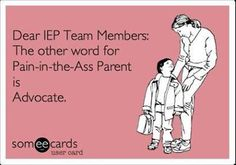 Dear IEP Team Members:
The other word for
Pain-in-the-Ass Parent
is
Advocate.
someecards
user card